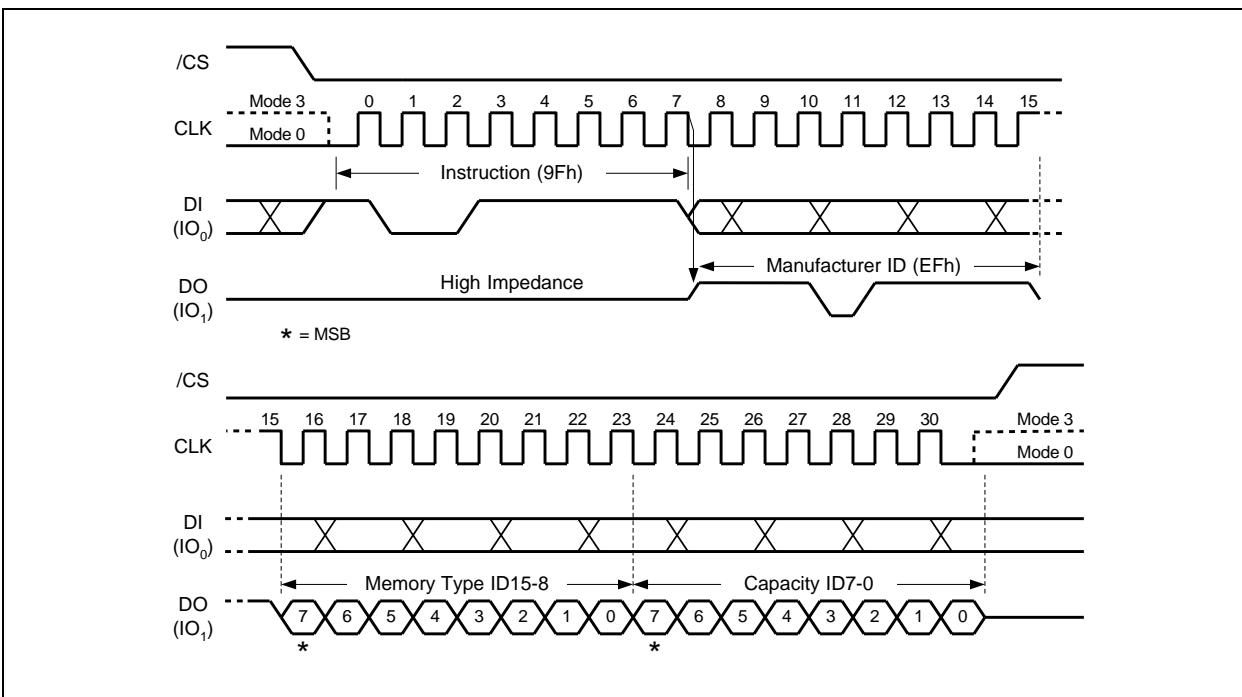 /CS
Mode 3
0 1 2 3 4 5 6 7 8 9 10 11 12 13 14 15
CLK
Mode 0
Instruction (9Fh)
DI
(IO0)
Manufacturer ID (EFh)
High Impedance
DO
(IO1)
* = MSB
/CS
15 16 17 18 19 20 21 22 23 24 25 26 27 28 29 30
Mode 3
CLK
Mode 0
DI
(IO0)
Memory Type ID15-8
Capacity ID7-0
DO
(IO1)
7 6 5 4 3 2 1 0 7 6 5 4 3 2 1 0
* *